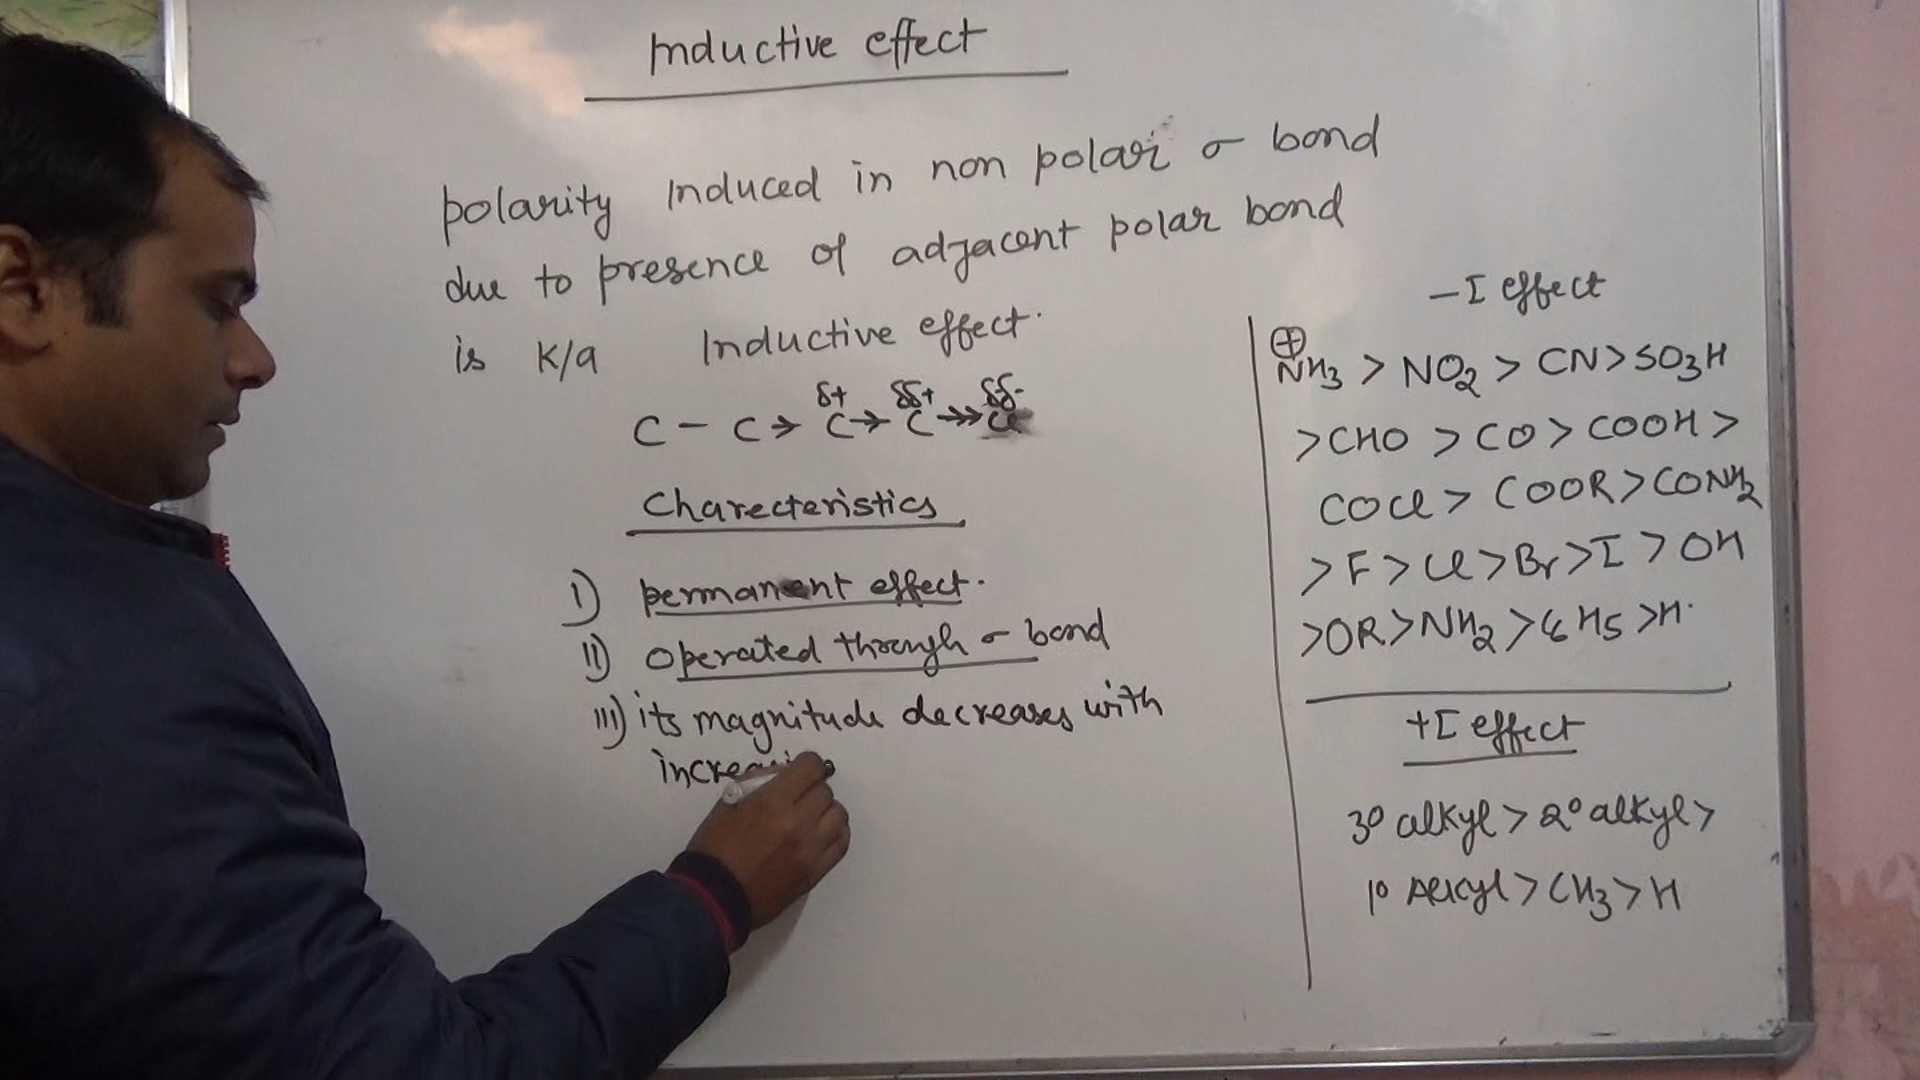 Inductive effect
polarity Induced in non polar σ bond
due to presence of adjacent polar bond
is K/a Inductive effect.
δ+ δδ+ δδ-
C - C > C > C >> Cl
Charecteristics
I) permanent effect.
II) Operated through σ bond
III) its magnitude decreases with
-I effect
⊕
NH3 > NO2 > CN > SO3H
>CHO > CO > COOH >
COCl > COOR > CONH2
>F > Cl > Br > I > OH
>OR > NH2 > C6H5 > H.
+I effect
3° alkyl > 2° alkyl >
1° Alkyl > CH3 > H